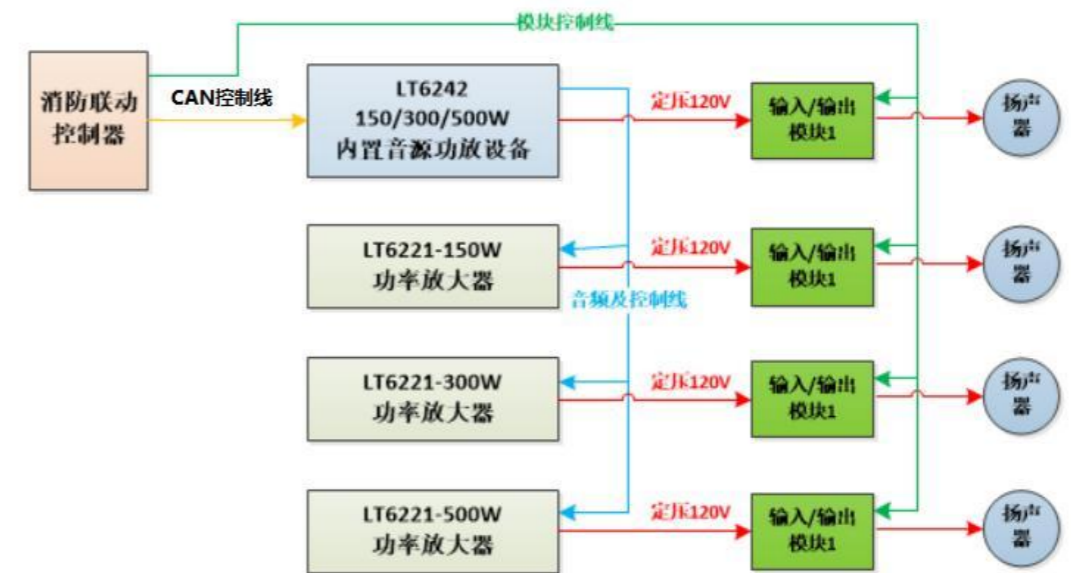 模块控制线
消防联动
控制器
CAN控制线
LT6242
150/300/500W
内置音源功放设备
定压120V
输入/输出
模块1
扬声
器
LT6221-150W
功率放大器
定压120V
输入/输出
模块1
扬声
器
音频及控制线
LT6221-300W
功率放大器
定压120V
输入/输出
模块1
扬声
器
LT6221-500W
功率放大器
定压120V
输入/输出
模块1
扬声
器